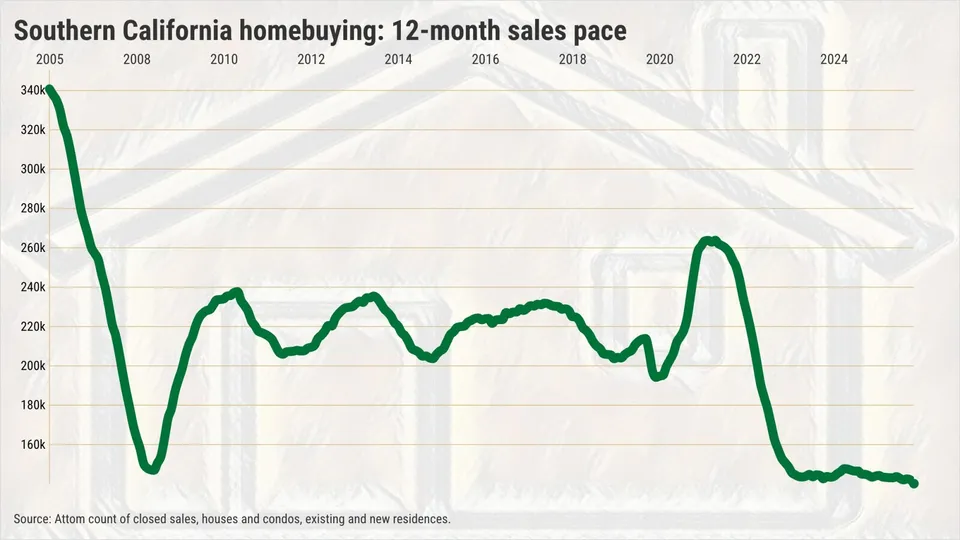 Southern California homebuying: 12-month sales pace
2005 2008 2010 2012 2014 2016 2018 2020 2022 2024
340k
320k
300k
280k
260k
240k
220k
200k
180k
160k
Source: Attom count of closed sales, houses and condos, existing and new residences.